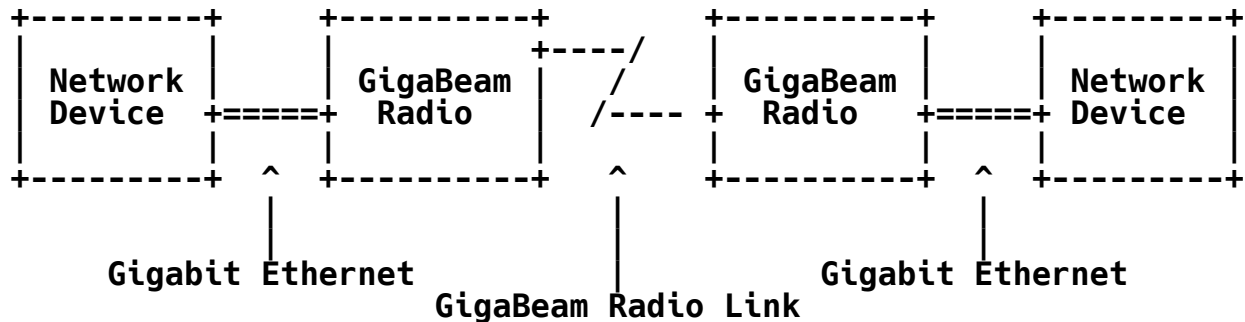 Network GigaBeam GigaBeam Network
Device Radio Radio Device
Gigabit Ethernet Gigabit Ethernet
GigaBeam Radio Link